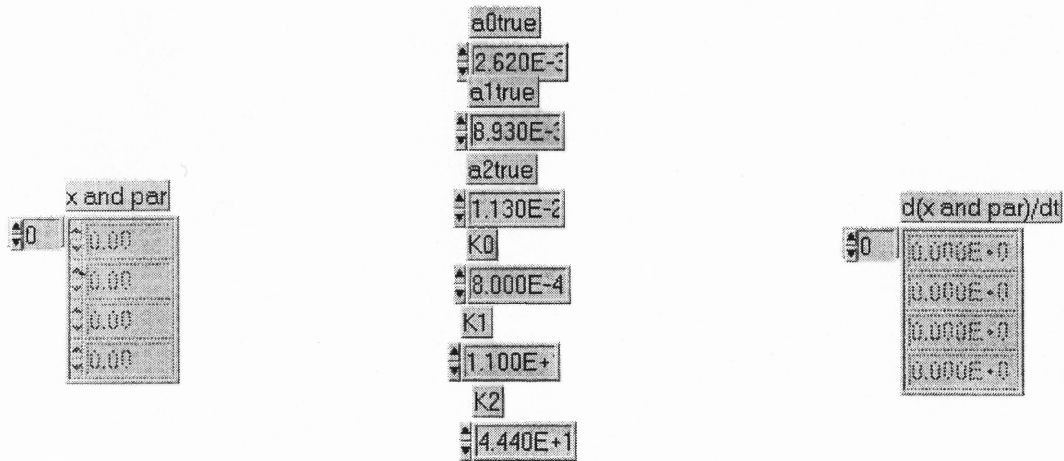 a0true
2.620E-3
a1true
8.930E-3
a2true
1.130E-2
K0
8.000E-4
K1
1.100E+
K2
4.440E+1
x and par
0
0.00
0.00
0.00
0.00
d(x and par)/dt
0
0.000E+0
0.000E+0
0.000E+0
0.000E+0